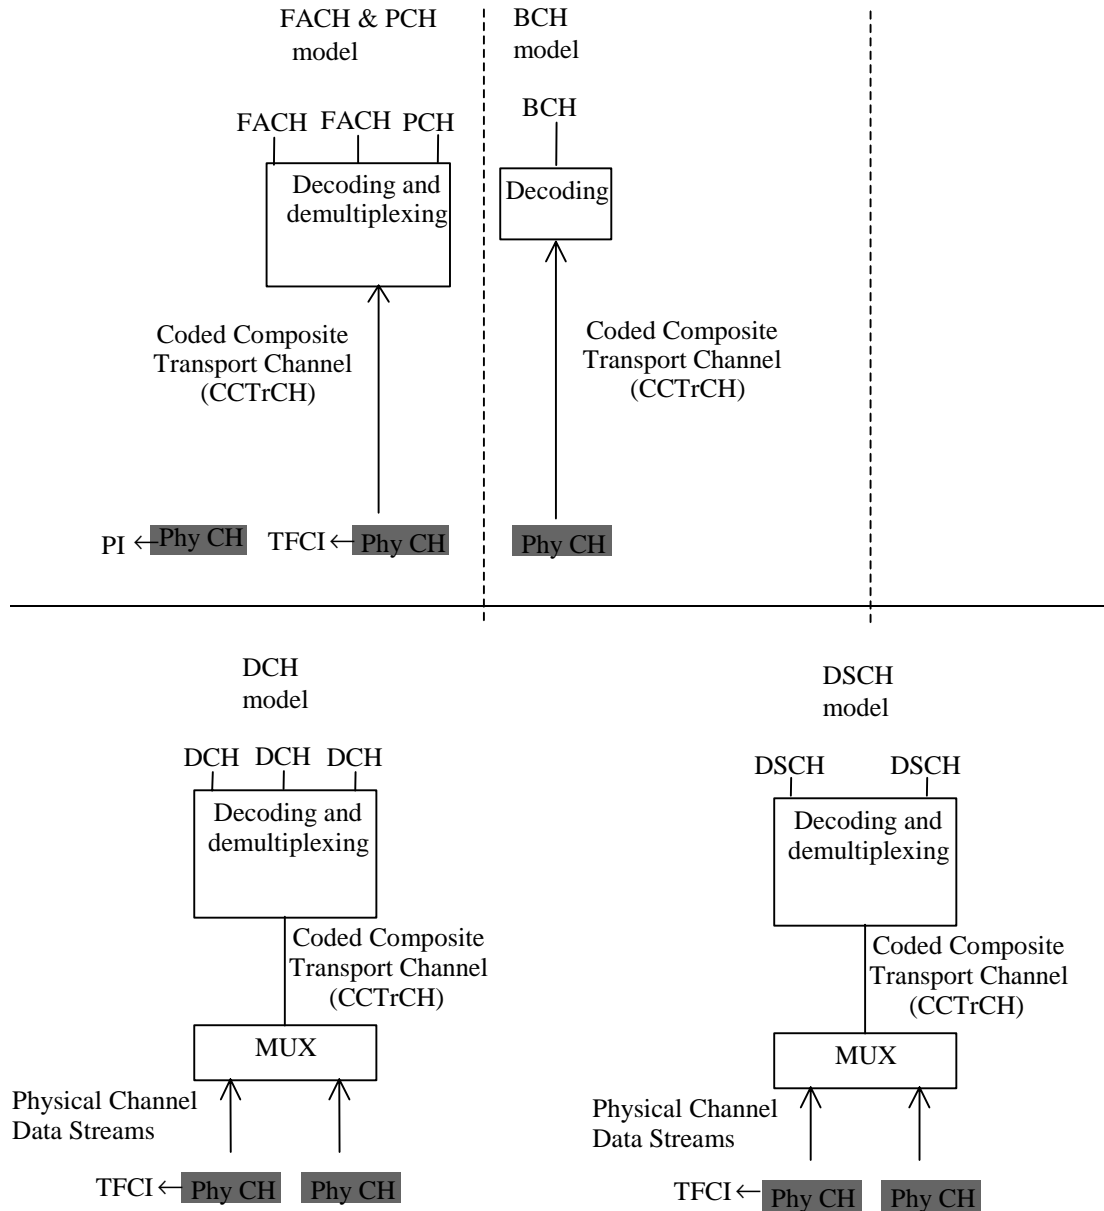 FACH & PCH
model
BCH
model
FACH FACH PCH
BCH
Decoding and
demultiplexing
Decoding
Coded Composite
Transport Channel
(CCTrCH)
Coded Composite
Transport Channel
(CCTrCH)
PI
Phy CH
TFCI
Phy CH
Phy CH
DCH
model
DSCH
model
DCH DCH DCH
DSCH DSCH
Decoding and
demultiplexing
Decoding and
demultiplexing
Coded Composite
Transport Channel
(CCTrCH)
Coded Composite
Transport Channel
(CCTrCH)
MUX
MUX
Physical Channel
Data Streams
Physical Channel
Data Streams
TFCI
Phy CH
Phy CH
TFCI
Phy CH
Phy CH